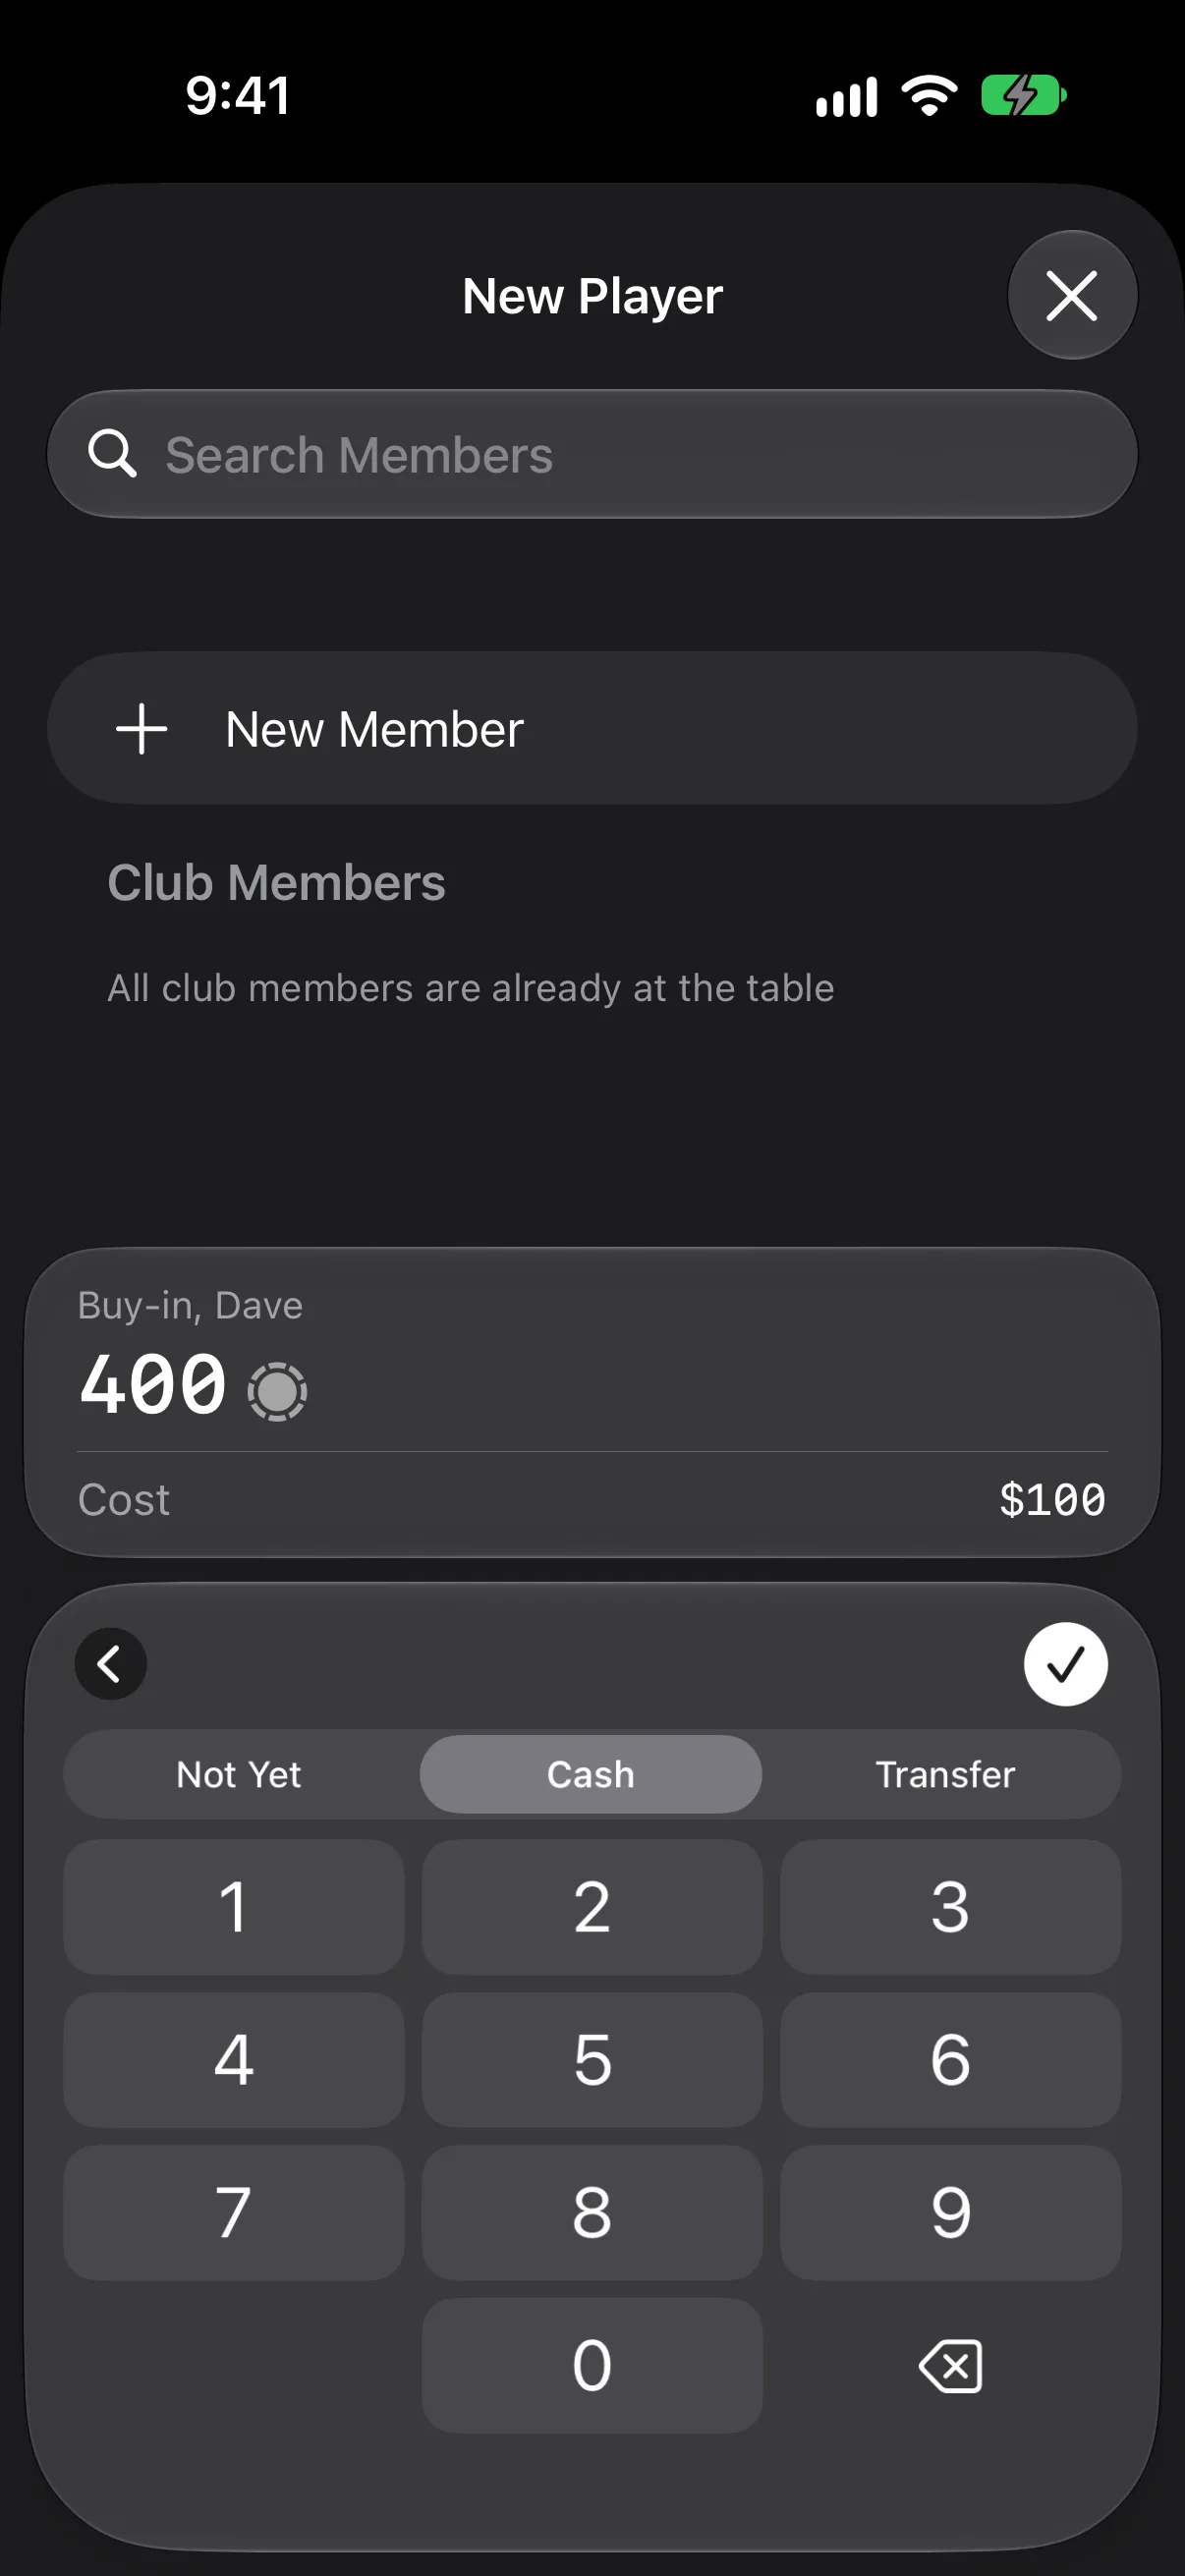 9:41
New Player
Search Members
New Member
Club Members
All club members are already at the table
Buy-in, Dave
400
Cost $100
Not Yet Cash Transfer
1 2 3
4 5 6
7 8 9
0